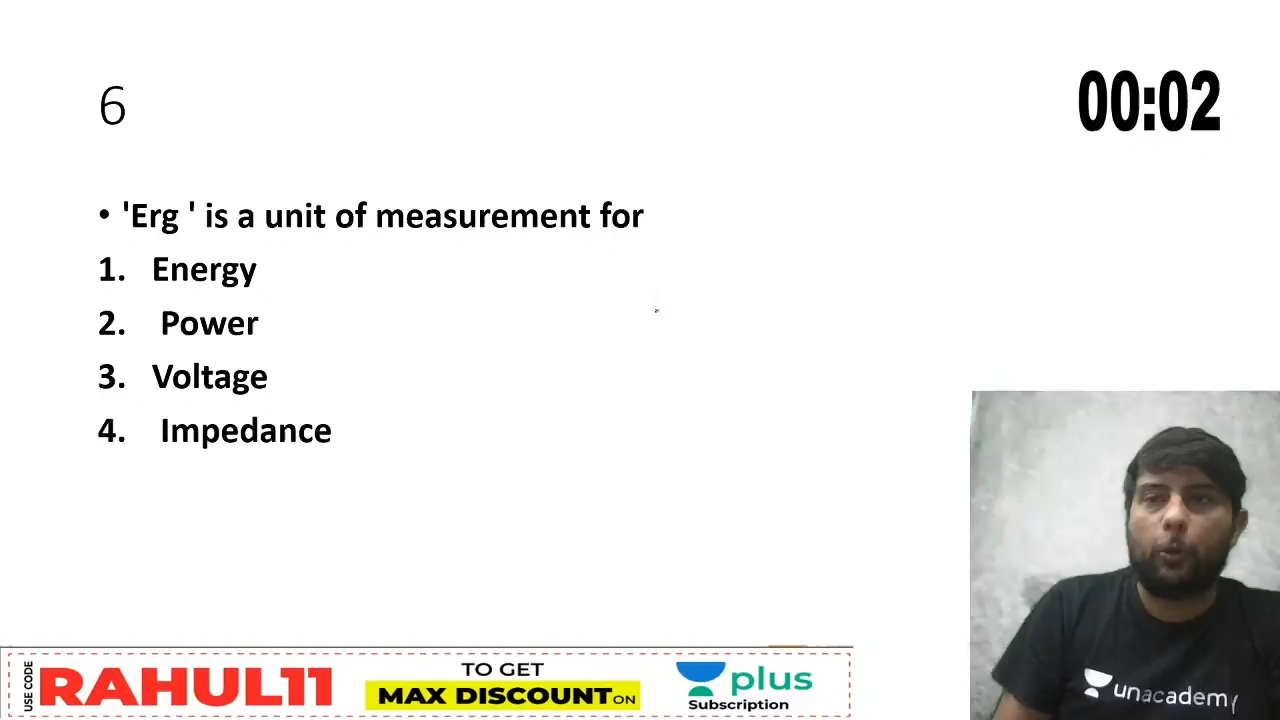 6
00:02
• 'Erg ' is a unit of measurement for
1. Energy
2. Power
3. Voltage
4. Impedance
USE CODE
RAHUL11
TO GET
MAX DISCOUNT ON
plus
Subscription
unacademy